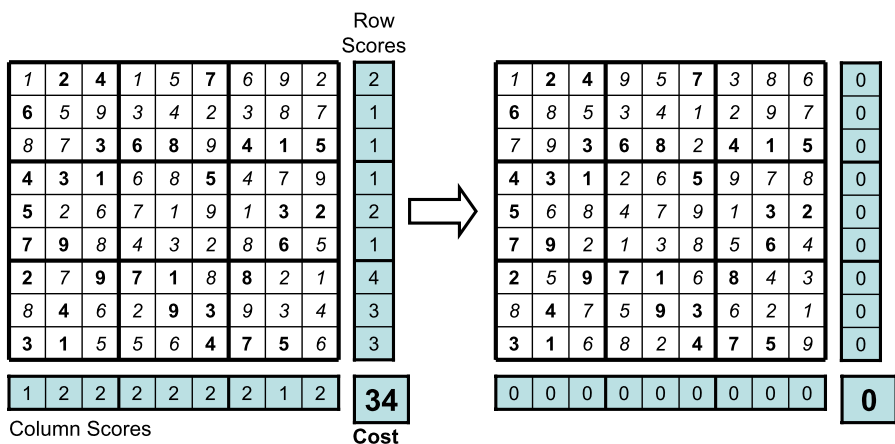 Row
Scores
1 2 4 1 5 7 6 9 2 2
6 5 9 3 4 2 3 8 7 1
8 7 3 6 8 9 4 1 5 1
4 3 1 6 8 5 4 7 9 1
5 2 6 7 1 9 1 3 2 2
7 9 8 4 3 2 8 6 5 1
2 7 9 7 1 8 8 2 1 4
8 4 6 2 9 3 9 3 4 3
3 1 5 5 6 4 7 5 6 3
1 2 2 2 2 2 2 1 2 34
Column Scores
Cost
1 2 4 9 5 7 3 8 6 0
6 8 5 3 4 1 2 9 7 0
7 9 3 6 8 2 4 1 5 0
4 3 1 2 6 5 9 7 8 0
5 6 8 4 7 9 1 3 2 0
7 9 2 1 3 8 5 6 4 0
2 5 9 7 1 6 8 4 3 0
8 4 7 5 9 3 6 2 1 0
3 1 6 8 2 4 7 5 9 0
0 0 0 0 0 0 0 0 0 0